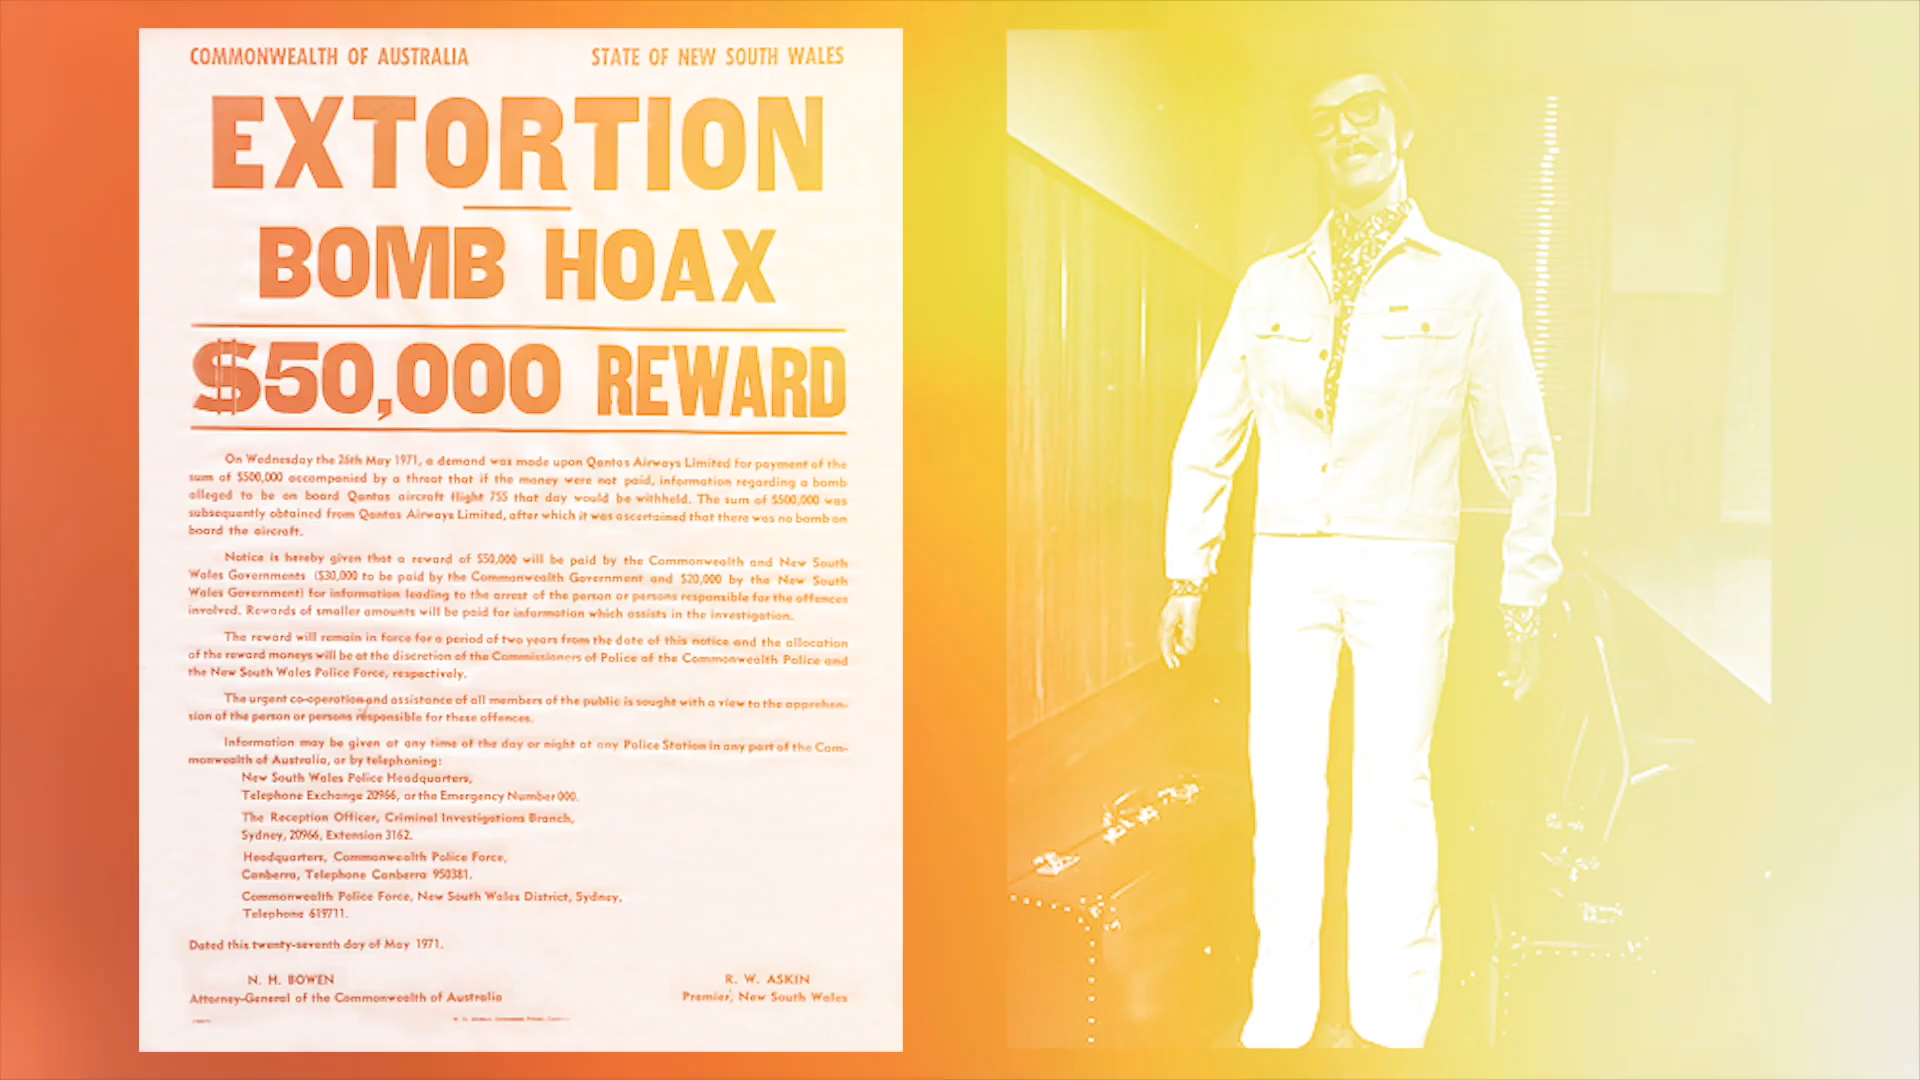 COMMONWEALTH OF AUSTRALIA STATE OF NEW SOUTH WALES
EXTORTION
BOMB HOAX
$50,000 REWARD
On Wednesday the 26th May 1971, a demand was made upon Qantas Airways Limited for payment of the
sum of $500,000 accompanied by a threat that if the money were not paid, information regarding a bomb
alleged to be on board Qantas aircraft flight 755 that day would be withheld. The sum of $500,000 was
subsequently obtained from Qantas Airways Limited, after which it was ascertained that there was no bomb on
board the aircraft.
Notice is hereby given that a reward of $50,000 will be paid by the Commonwealth and New South
Wales Governments ($30,000 to be paid by the Commonwealth Government and $20,000 by the New South
Wales Government) for information leading to the arrest of the person or persons responsible for the offences
involved. Rewards of smaller amounts will be paid for information which assists in the investigation.
The reward will remain in force for a period of two years from the date of this notice and the allocation
of the reward moneys will be at the discretion of the Commissioners of Police of the Commonwealth Police and
the New South Wales Police Force, respectively.
The urgent co-operation and assistance of all members of the public is sought with a view to the apprehen-
sion of the person or persons responsible for these offences.
Information may be given at any time of the day or night at any Police Station in any part of the Com-
monwealth of Australia, or by telephoning:
New South Wales Police Headquarters,
Telephone Exchange 20966, or the Emergency Number 000.
The Reception Officer, Criminal Investigations Branch,
Sydney, 20966, Extension 3162.
Headquarters, Commonwealth Police Force,
Canberra, Telephone Canberra 950381.
Commonwealth Police Force, New South Wales District, Sydney,
Telephone 619711.
Dated this twenty-seventh day of May 1971.
N. H. BOWEN R. W. ASKIN
Attorney-General of the Commonwealth of Australia Premier, New South Wales